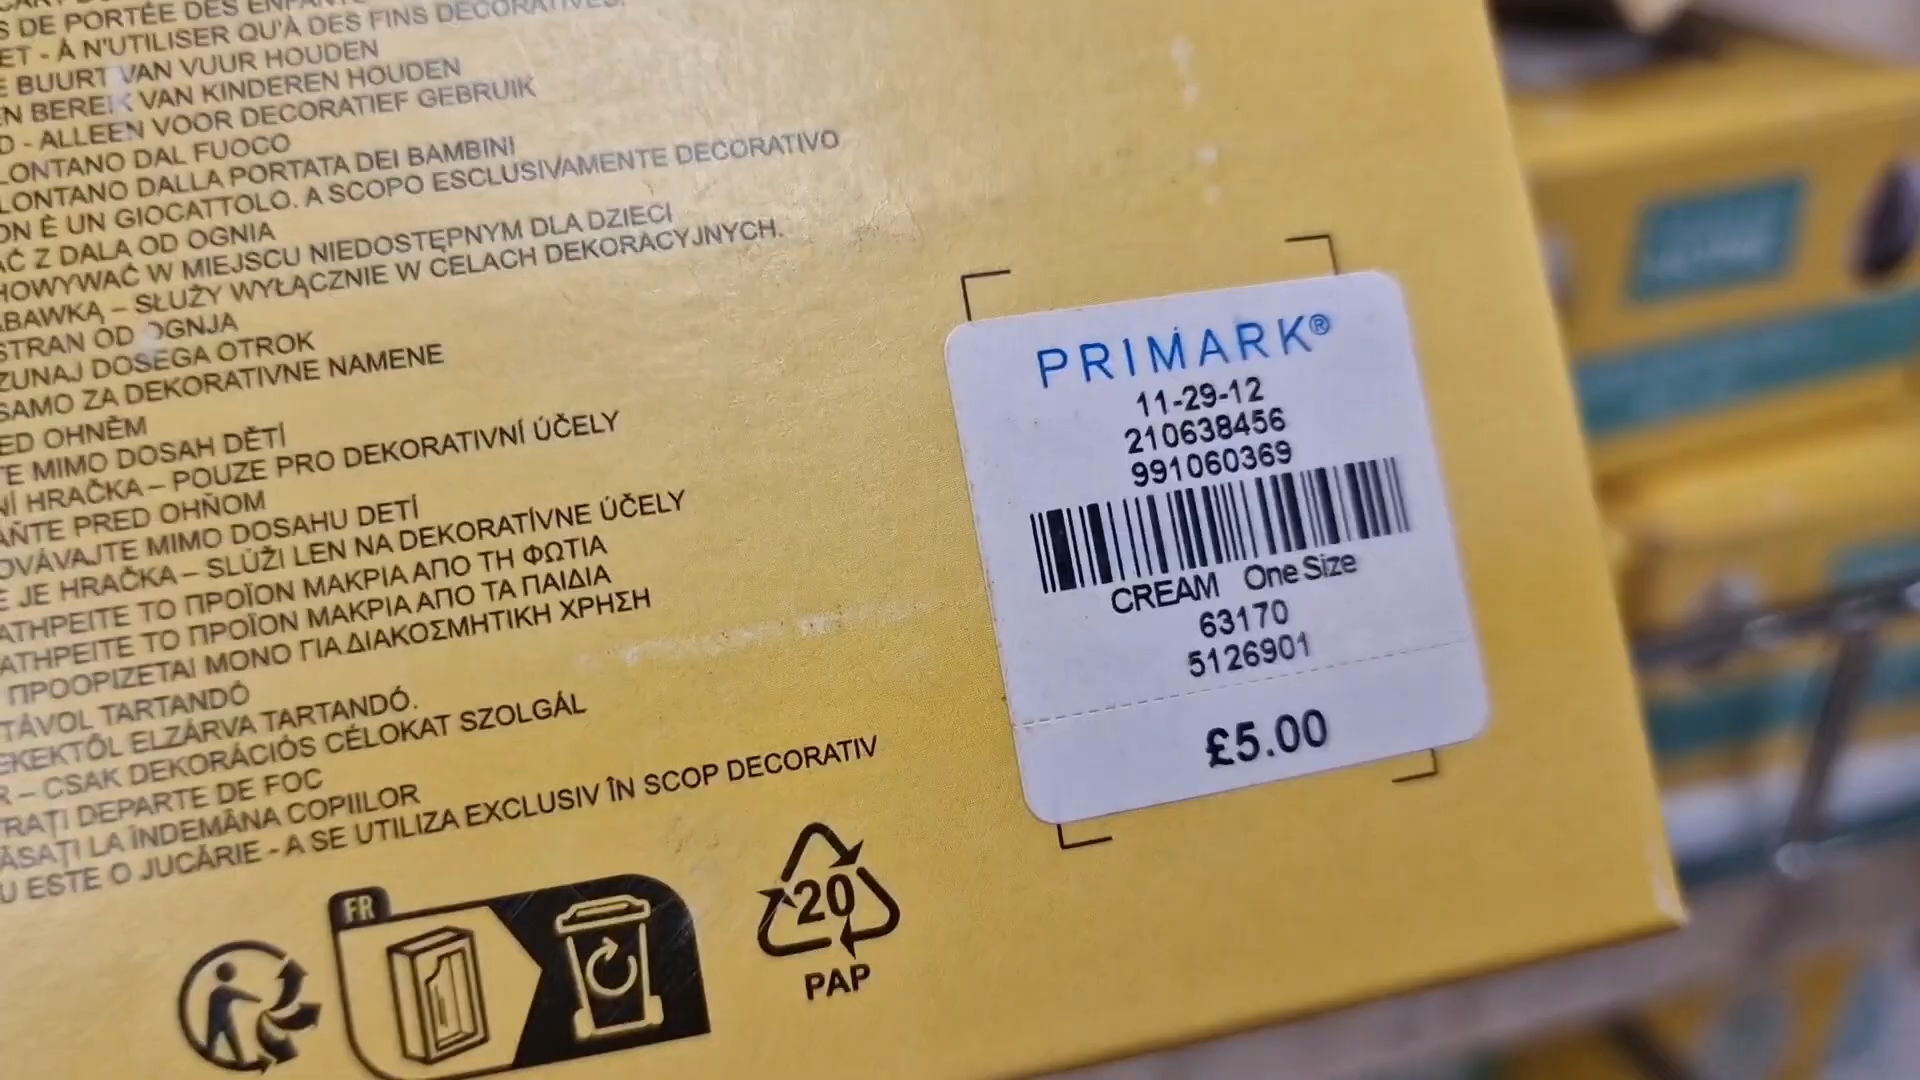 S DE PORTÉE DES
ET - À N'UTILISER QU'À DES FINS DÉCORATIVES.
E BUURT VAN VUUR HOUDEN
EN BEREIK VAN KINDEREN HOUDEN
D - ALLEEN VOOR DECORATIEF GEBRUIK
LONTANO DAL FUOCO
LONTANO DALLA PORTATA DEI BAMBINI
ON È UN GIOCATTOLO. A SCOPO ESCLUSIVAMENTE DECORATIVO
AĆ Z DALA OD OGNIA
HOWYWAĆ W MIEJSCU NIEDOSTĘPNYM DLA DZIECI
ABAWKĄ – SŁUŻY WYŁĄCZNIE W CELACH DEKORACYJNYCH.
STRAN OD OGNJA
ZUNAJ DOSEGA OTROK
SAMO ZA DEKORATIVNE NAMENE
ED OHNĚM
TE MIMO DOSAH DĚTÍ
NÍ HRAČKA – POUZE PRO DEKORATIVNÍ ÚČELY
AŇTE PRED OHŇOM
OVÁVAJTE MIMO DOSAHU DETÍ
E JE HRAČKA – SLÚŽI LEN NA DEKORATÍVNE ÚČELY
ΑΤΗΡΕΙΤΕ ΤΟ ΠΡΟΪΟΝ ΜΑΚΡΙΑ ΑΠΟ ΤΗ ΦΩΤΙΑ
ΑΤΗΡΕΙΤΕ ΤΟ ΠΡΟΪΟΝ ΜΑΚΡΙΑ ΑΠΟ ΤΑ ΠΑΙΔΙΑ
ΠΡΟΟΡΙΖΕΤΑΙ ΜΟΝΟ ΓΙΑ ΔΙΑΚΟΣΜΗΤΙΚΗ ΧΡΗΣΗ
TÁVOL TARTANDÓ
EKEKTŐL ELZÁRVA TARTANDÓ.
R – CSAK DEKORÁCIÓS CÉLOKAT SZOLGÁL
TRAȚI DEPARTE DE FOC
ĂSAȚI LA ÎNDEMÂNA COPIILOR
U ESTE O JUCĂRIE - A SE UTILIZA EXCLUSIV ÎN SCOP DECORATIV
FR
20
PAP
PRIMARK®
11-29-12
210638456
991060369
CREAM One Size
63170
5126901
£5.00